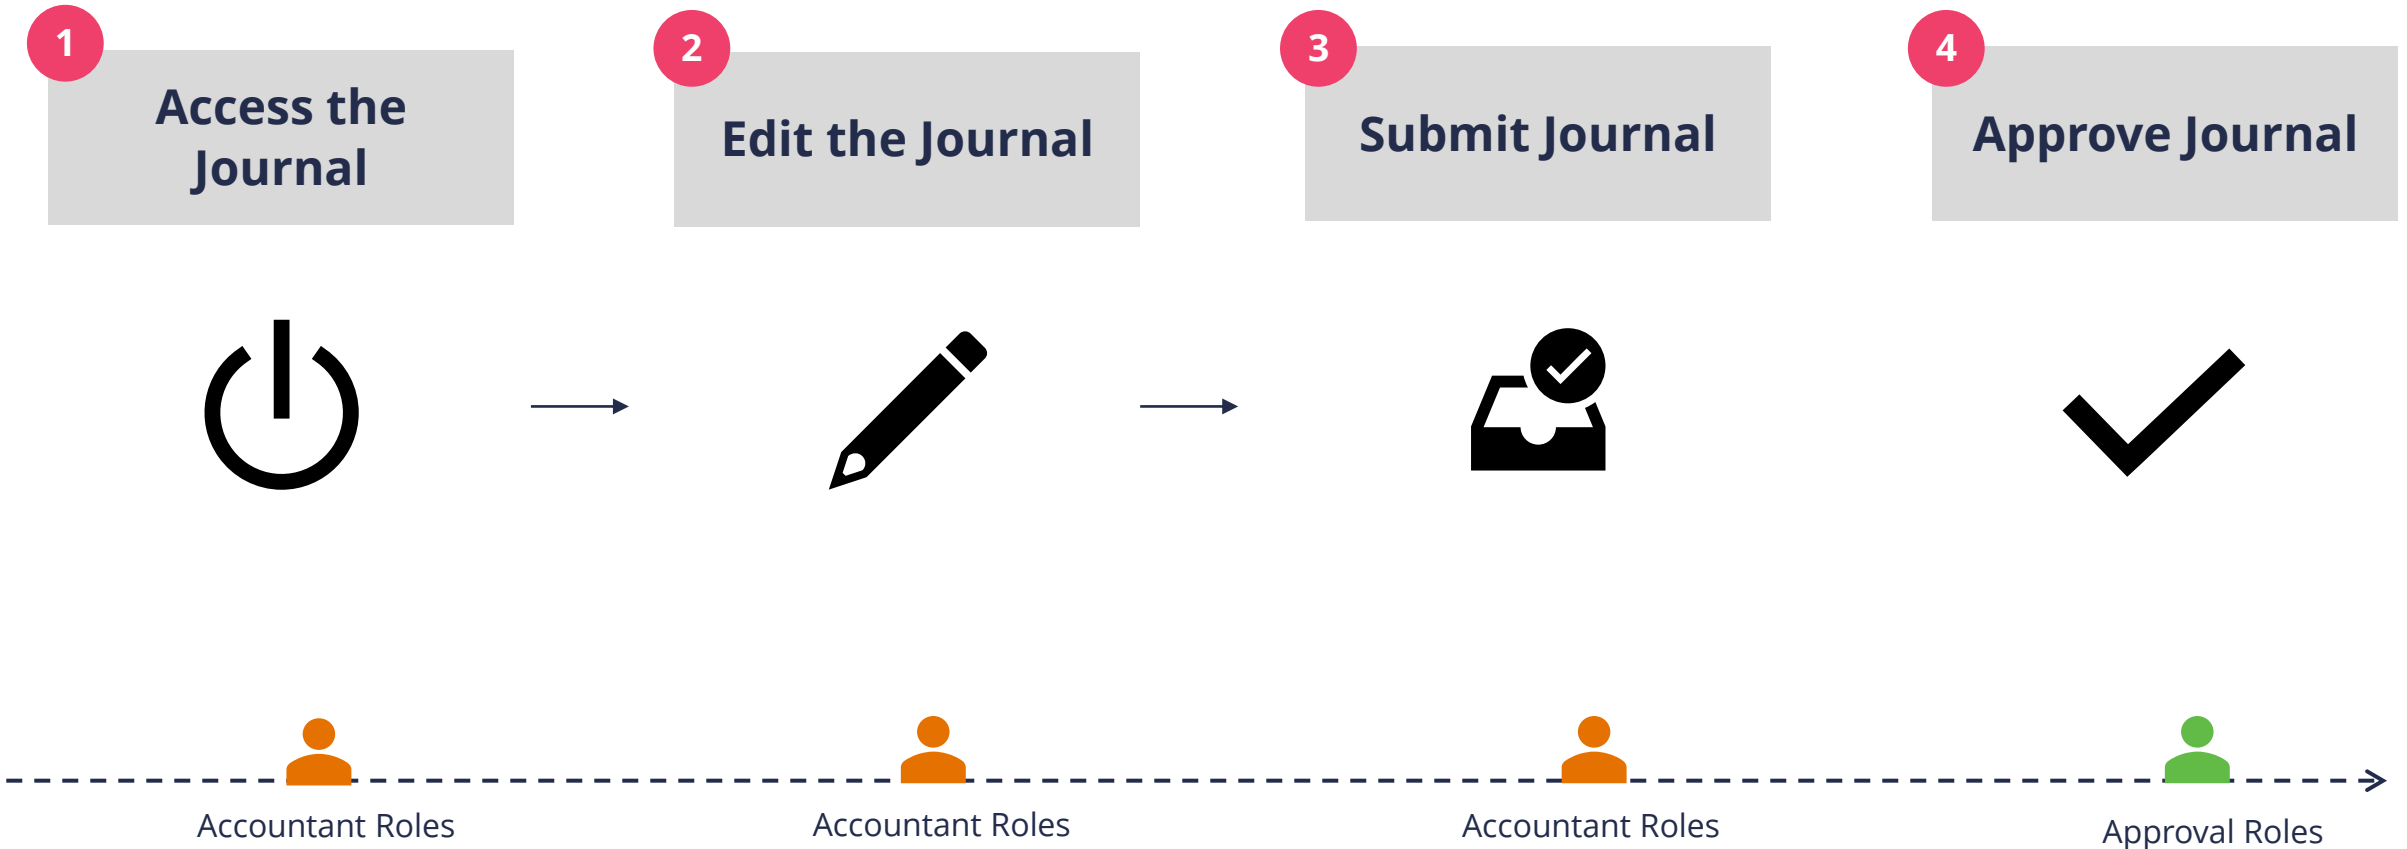 1
Access the
Journal
2
Edit the Journal
3
Submit Journal
4
Approve Journal
Accountant Roles
Accountant Roles
Accountant Roles
Approval Roles